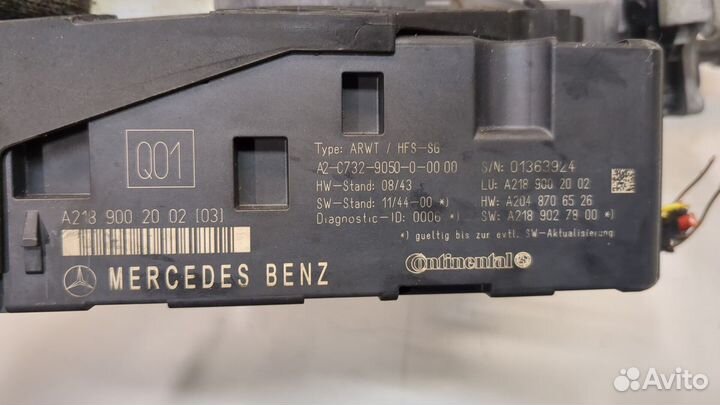 Q01
A218 900 20 02 (03)
MERCEDES BENZ
Type: ARWT / HFS-SG
A2-C732-9050-0-00 00
HW-Stand: 08/43
SW-Stand: 11/44-00 *)
Diagnostic-ID: 0006 *)
S/N: 01363924
LU: A218 900 20 02
HW: A204 870 65 26
SW: A218 902 78 00 *)
*) gueltig bis zur evtl. SW-Aktualisierung
Continental
Avito